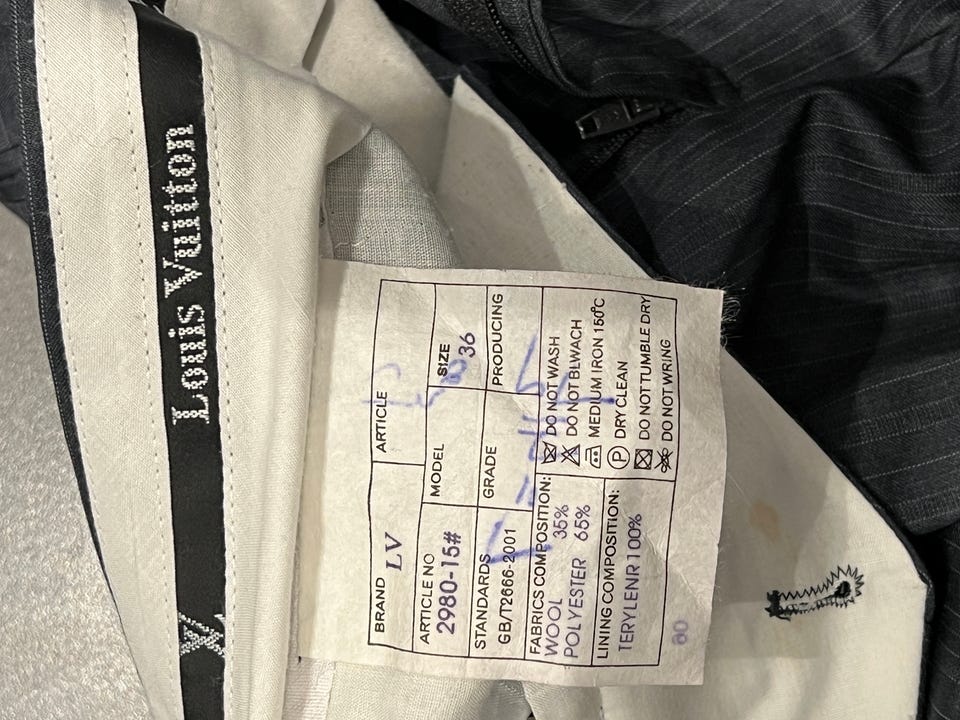 Louis Vuitton
BRAND LV
ARTICLE
ARTICLE NO
2980-15#
MODEL
SIZE
36
STANDARDS
GB/T2666-2001
GRADE
PRODUCING
FABRICS COMPOSITION:
WOOL 35%
POLYESTER 65%
LINING COMPOSITION:
TERYLENR100%
DO NOT WASH
DO NOT BLWACH
MEDIUM IRON 150°C
P DRY CLEAN
DO NOT TUMBLE DRY
DO NOT WRING
60